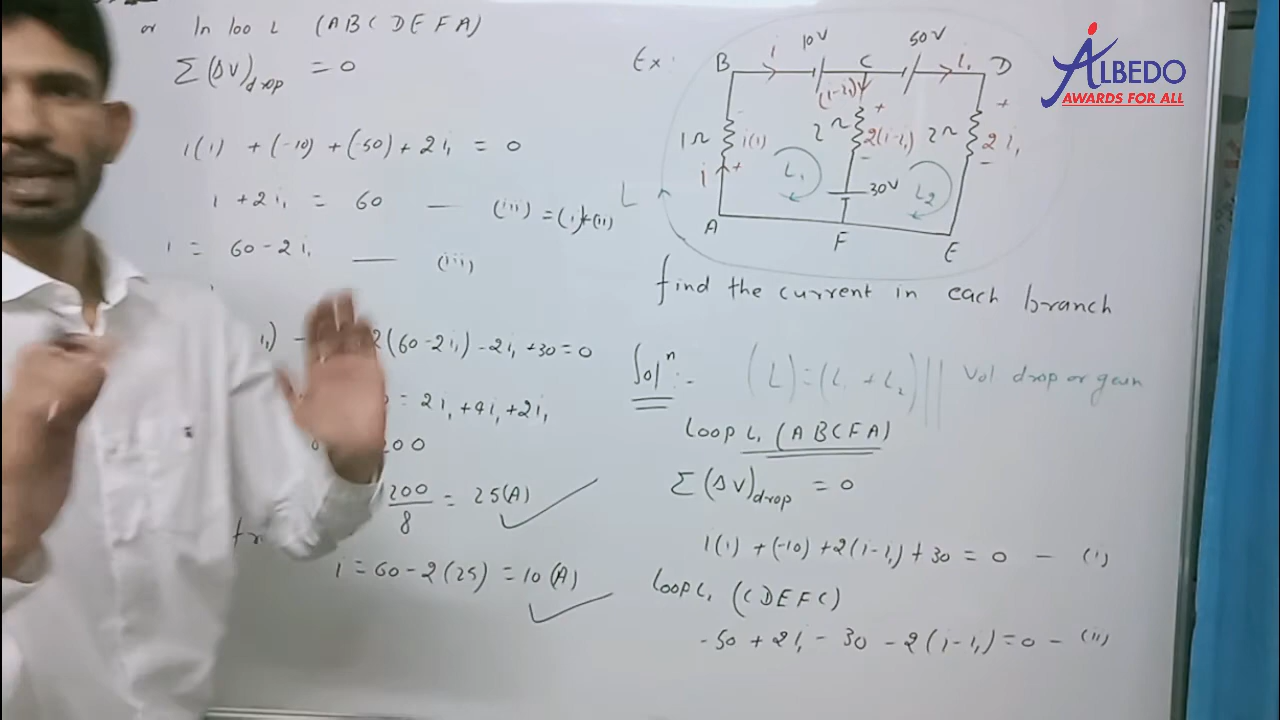 or In loo L (ABCDEFA)
Σ(ΔV)drop = 0
1(i) + (-10) + (-50) + 2i₁ = 0
i + 2i₁ = 60 — (iii) = (i)+(ii)
i = 60 - 2i₁ — (iii)
2(60-2i₁) - 2i₁ + 30 = 0
= 2i₁ + 4i₁ + 2i₁
200
200/8 = 25(A)
i = 60 - 2(25) = 10(A)
Ex:
B i 10V C 50V i₁ D
(i-i₁)
1Ω i(1) 2Ω 2(i-i₁) 2Ω 2i₁
+ - + - + -
i L₁ 30V L₂
L
A F E
find the current in each branch
Solⁿ:- (L) = (L₁ + L₂) || Vol drop or gain
Loop L₁ (ABCFA)
Σ(ΔV)drop = 0
1(i) + (-10) + 2(i-i₁) + 30 = 0 — (i)
Loop L₁ (CDEFC)
-50 + 2i₁ - 30 - 2(i-i₁) = 0 — (ii)
ALBEDO
AWARDS FOR ALL